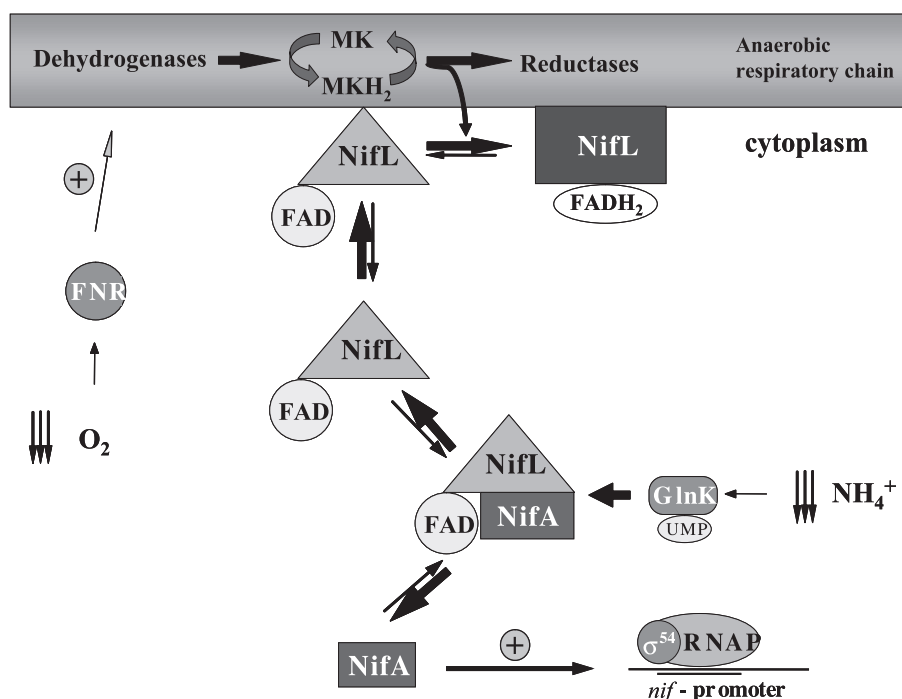 Dehydrogenases
MK
MKH₂
Reductases
Anaerobic
respiratory chain
cytoplasm
NifL
FAD
NifL
FADH₂
+
FNR
O₂
NifL
FAD
NifL
FAD
NifA
GlnK
UMP
NH₄⁺
NifA
+
σ⁵⁴ RNAP
nif - promoter